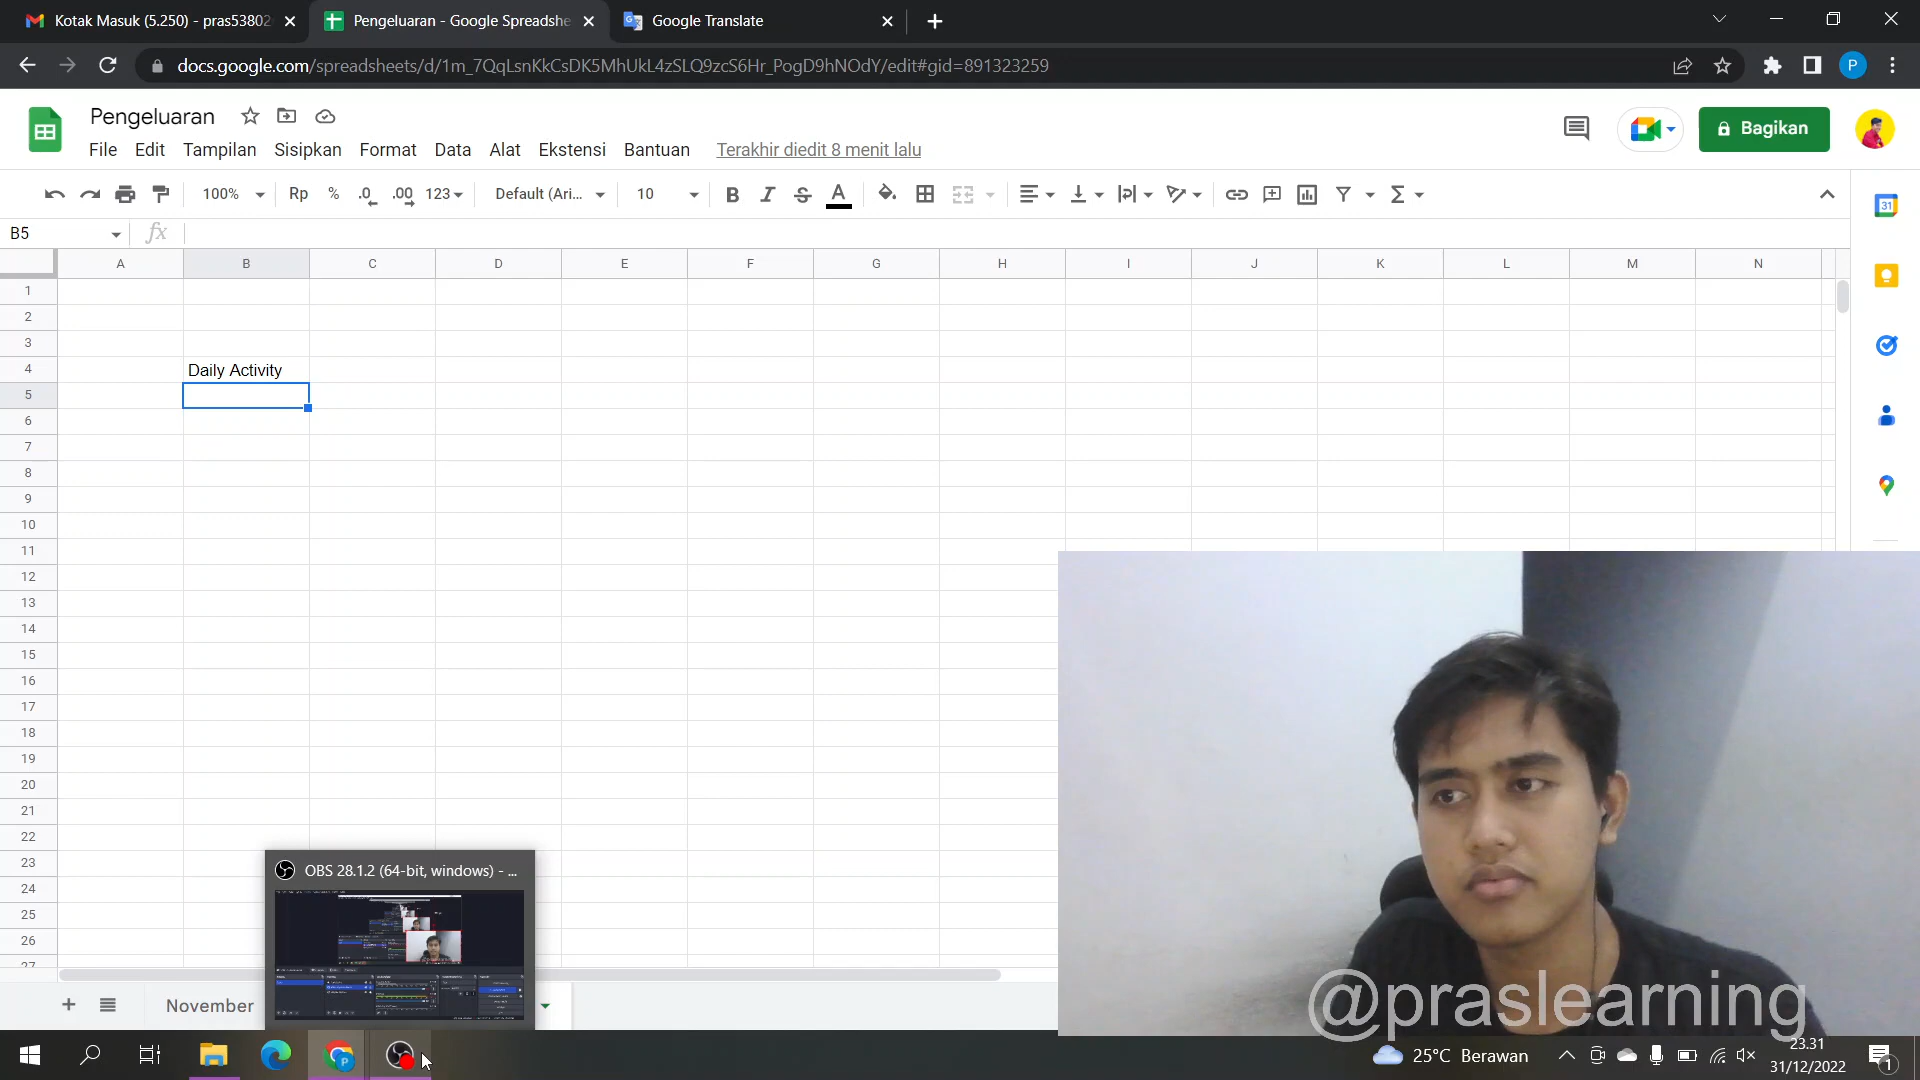 Kotak Masuk (5.250) - pras53802
Pengeluaran - Google Spreadshe
Google Translate
docs.google.com/spreadsheets/d/1m_7QqLsnKkCsDK5MhUkL4zSLQ9zcS6Hr_PogD9hNOdY/edit#gid=891323259
P
Pengeluaran
File Edit Tampilan Sisipkan Format Data Alat Ekstensi Bantuan Terakhir diedit 8 menit lalu
Bagikan
100% Rp % .0 .00 123 Default (Ari... 10 B I S A
31
B5 fx
A B C D E F G H I J K L M N
1
2
3
4 Daily Activity
5
6
7
8
9
10
11
12
13
14
15
16
17
18
19
20
21
22
23
24
25
26
27
OBS 28.1.2 (64-bit, windows) - ...
November
@praslearning
25°C Berawan
23.31
31/12/2022
1